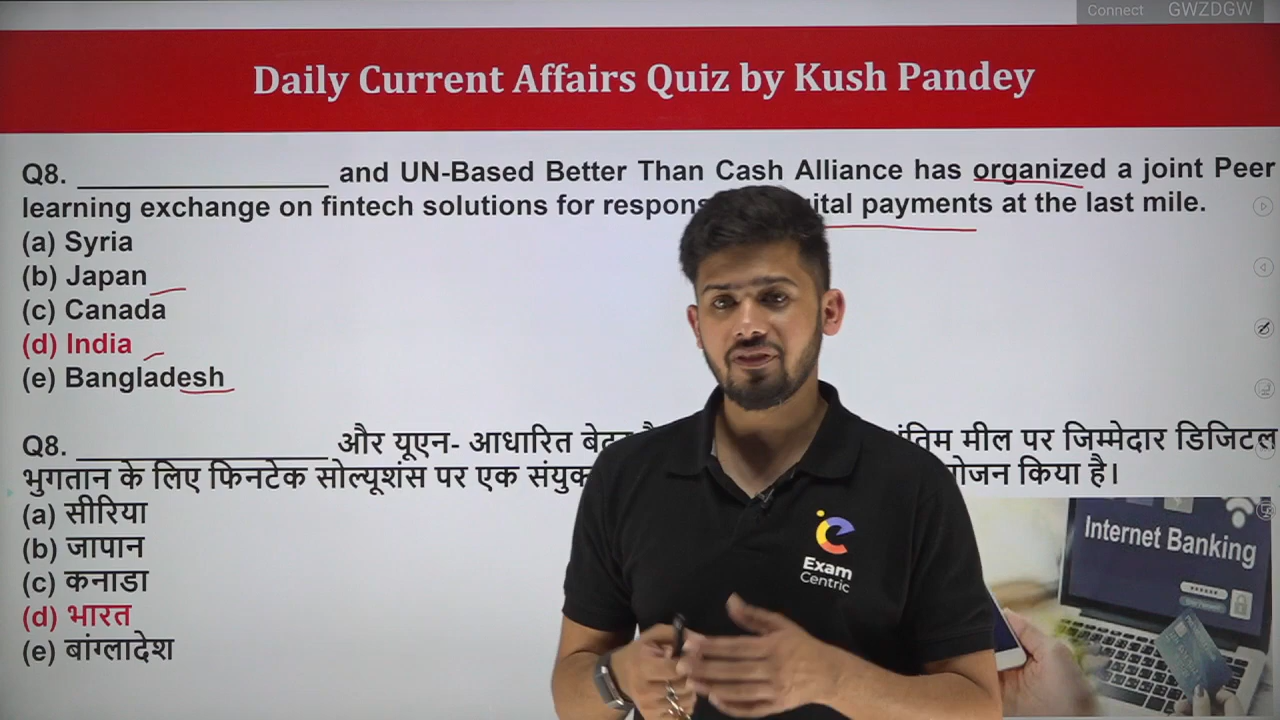 Connect GWZDGW
Daily Current Affairs Quiz by Kush Pandey
Q8. ________________ and UN-Based Better Than Cash Alliance has organized a joint Peer
learning exchange on fintech solutions for respons ital payments at the last mile.
(a) Syria
(b) Japan
(c) Canada
(d) India
(e) Bangladesh
Q8. ________________ और यूएन- आधारित बेटर अंतिम मील पर जिम्मेदार डिजिटल
भुगतान के लिए फिनटेक सोल्यूशंस पर एक संयुक योजन किया है।
(a) सीरिया
(b) जापान
(c) कनाडा
(d) भारत
(e) बांग्लादेश
Internet Banking
Exam
Centric